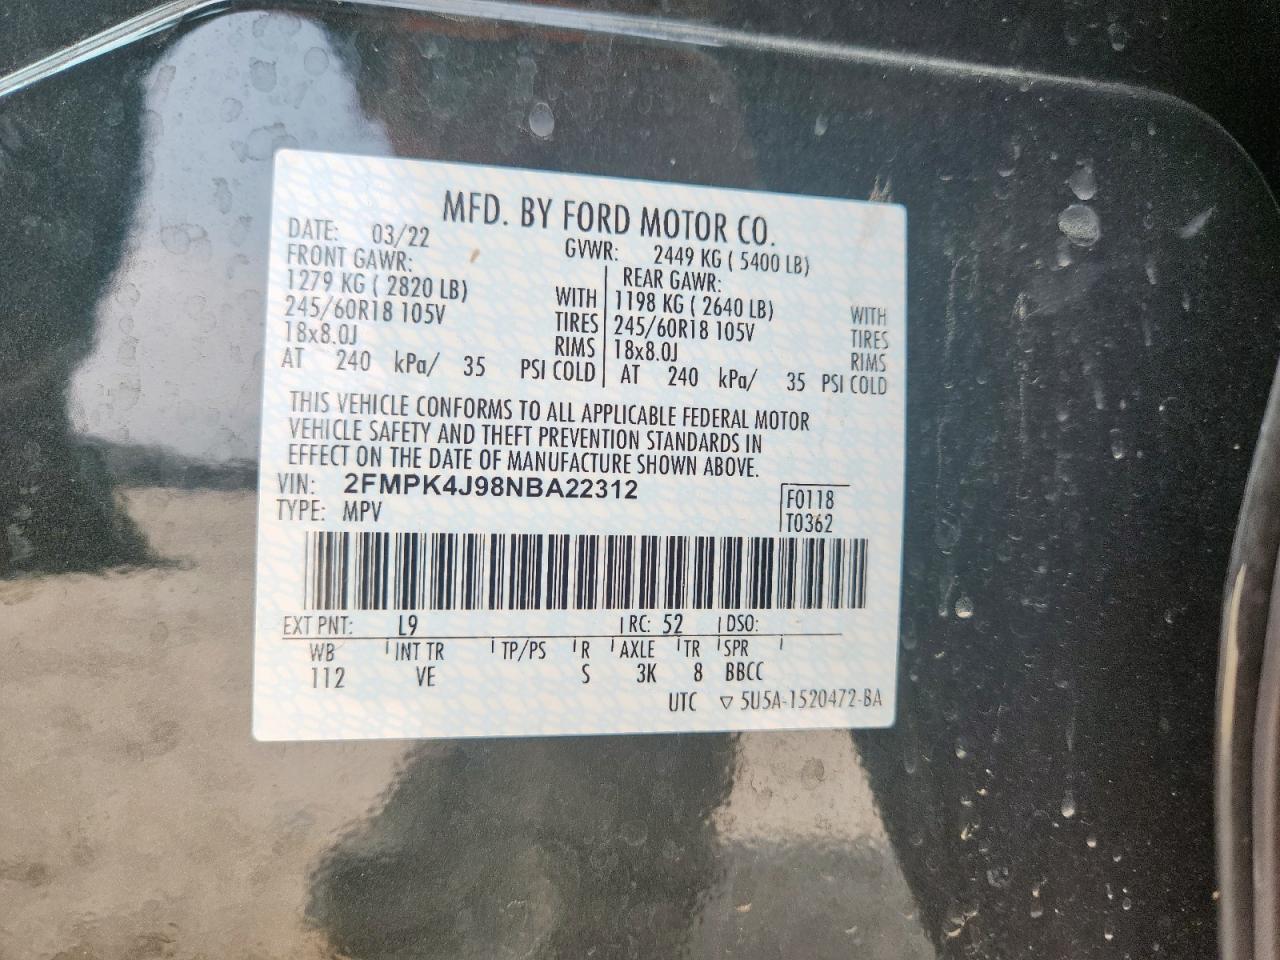 MFD. BY FORD MOTOR CO.
DATE: 03/22 GVWR: 2449 KG ( 5400 LB)
FRONT GAWR: REAR GAWR:
1279 KG ( 2820 LB) WITH 1198 KG ( 2640 LB) WITH
245/60R18 105V TIRES 245/60R18 105V TIRES
18x8.0J RIMS 18x8.0J RIMS
AT 240 kPa/ 35 PSI COLD AT 240 kPa/ 35 PSI COLD
THIS VEHICLE CONFORMS TO ALL APPLICABLE FEDERAL MOTOR
VEHICLE SAFETY AND THEFT PREVENTION STANDARDS IN
EFFECT ON THE DATE OF MANUFACTURE SHOWN ABOVE.
VIN: 2FMPK4J98NBA22312 F0118
TYPE: MPV T0362
EXT PNT: L9 RC: 52 DSO:
WB INT TR TP/PS R AXLE TR SPR
112 VE S 3K 8 BBCC
UTC ▽ 5U5A-1520472-BA